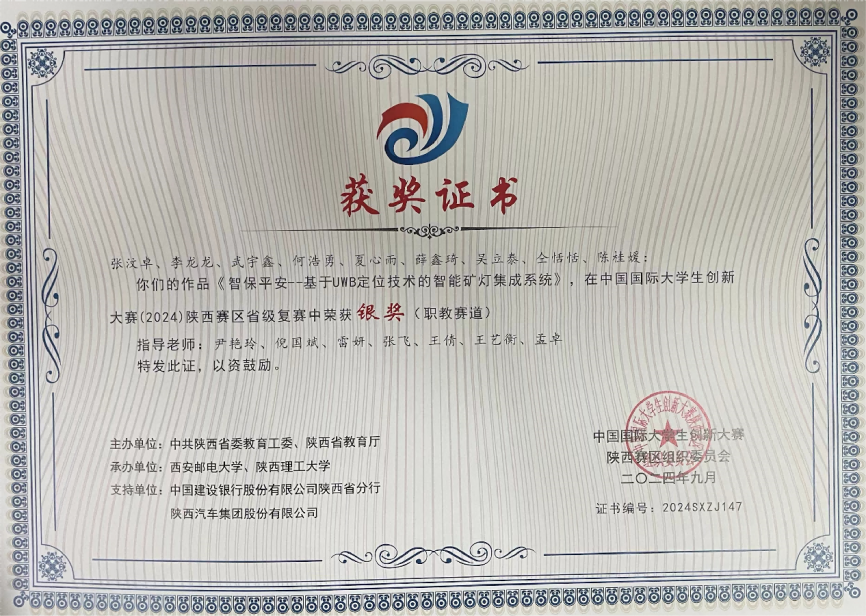 获奖证书
张汶卓、李龙龙、武宇鑫、何浩勇、夏心雨、薛鑫琦、吴立泰、仝恬恬、陈桂媛：
你们的作品《智保平安--基于UWB定位技术的智能矿灯集成系统》，在中国国际大学生创新
大赛(2024)陕西赛区省级复赛中荣获 银奖（职教赛道）
指导老师：尹艳玲、倪国斌、雷妍、张飞、王倩、王艺衡、孟卓
特发此证，以资鼓励。
主办单位：中共陕西省委教育工委、陕西省教育厅
承办单位：西安邮电大学、陕西理工大学
支持单位：中国建设银行股份有限公司陕西省分行
陕西汽车集团股份有限公司
中国国际大学生创新大赛
陕西赛区组织委员会
二〇二四年九月
证书编号：2024SXZJ147